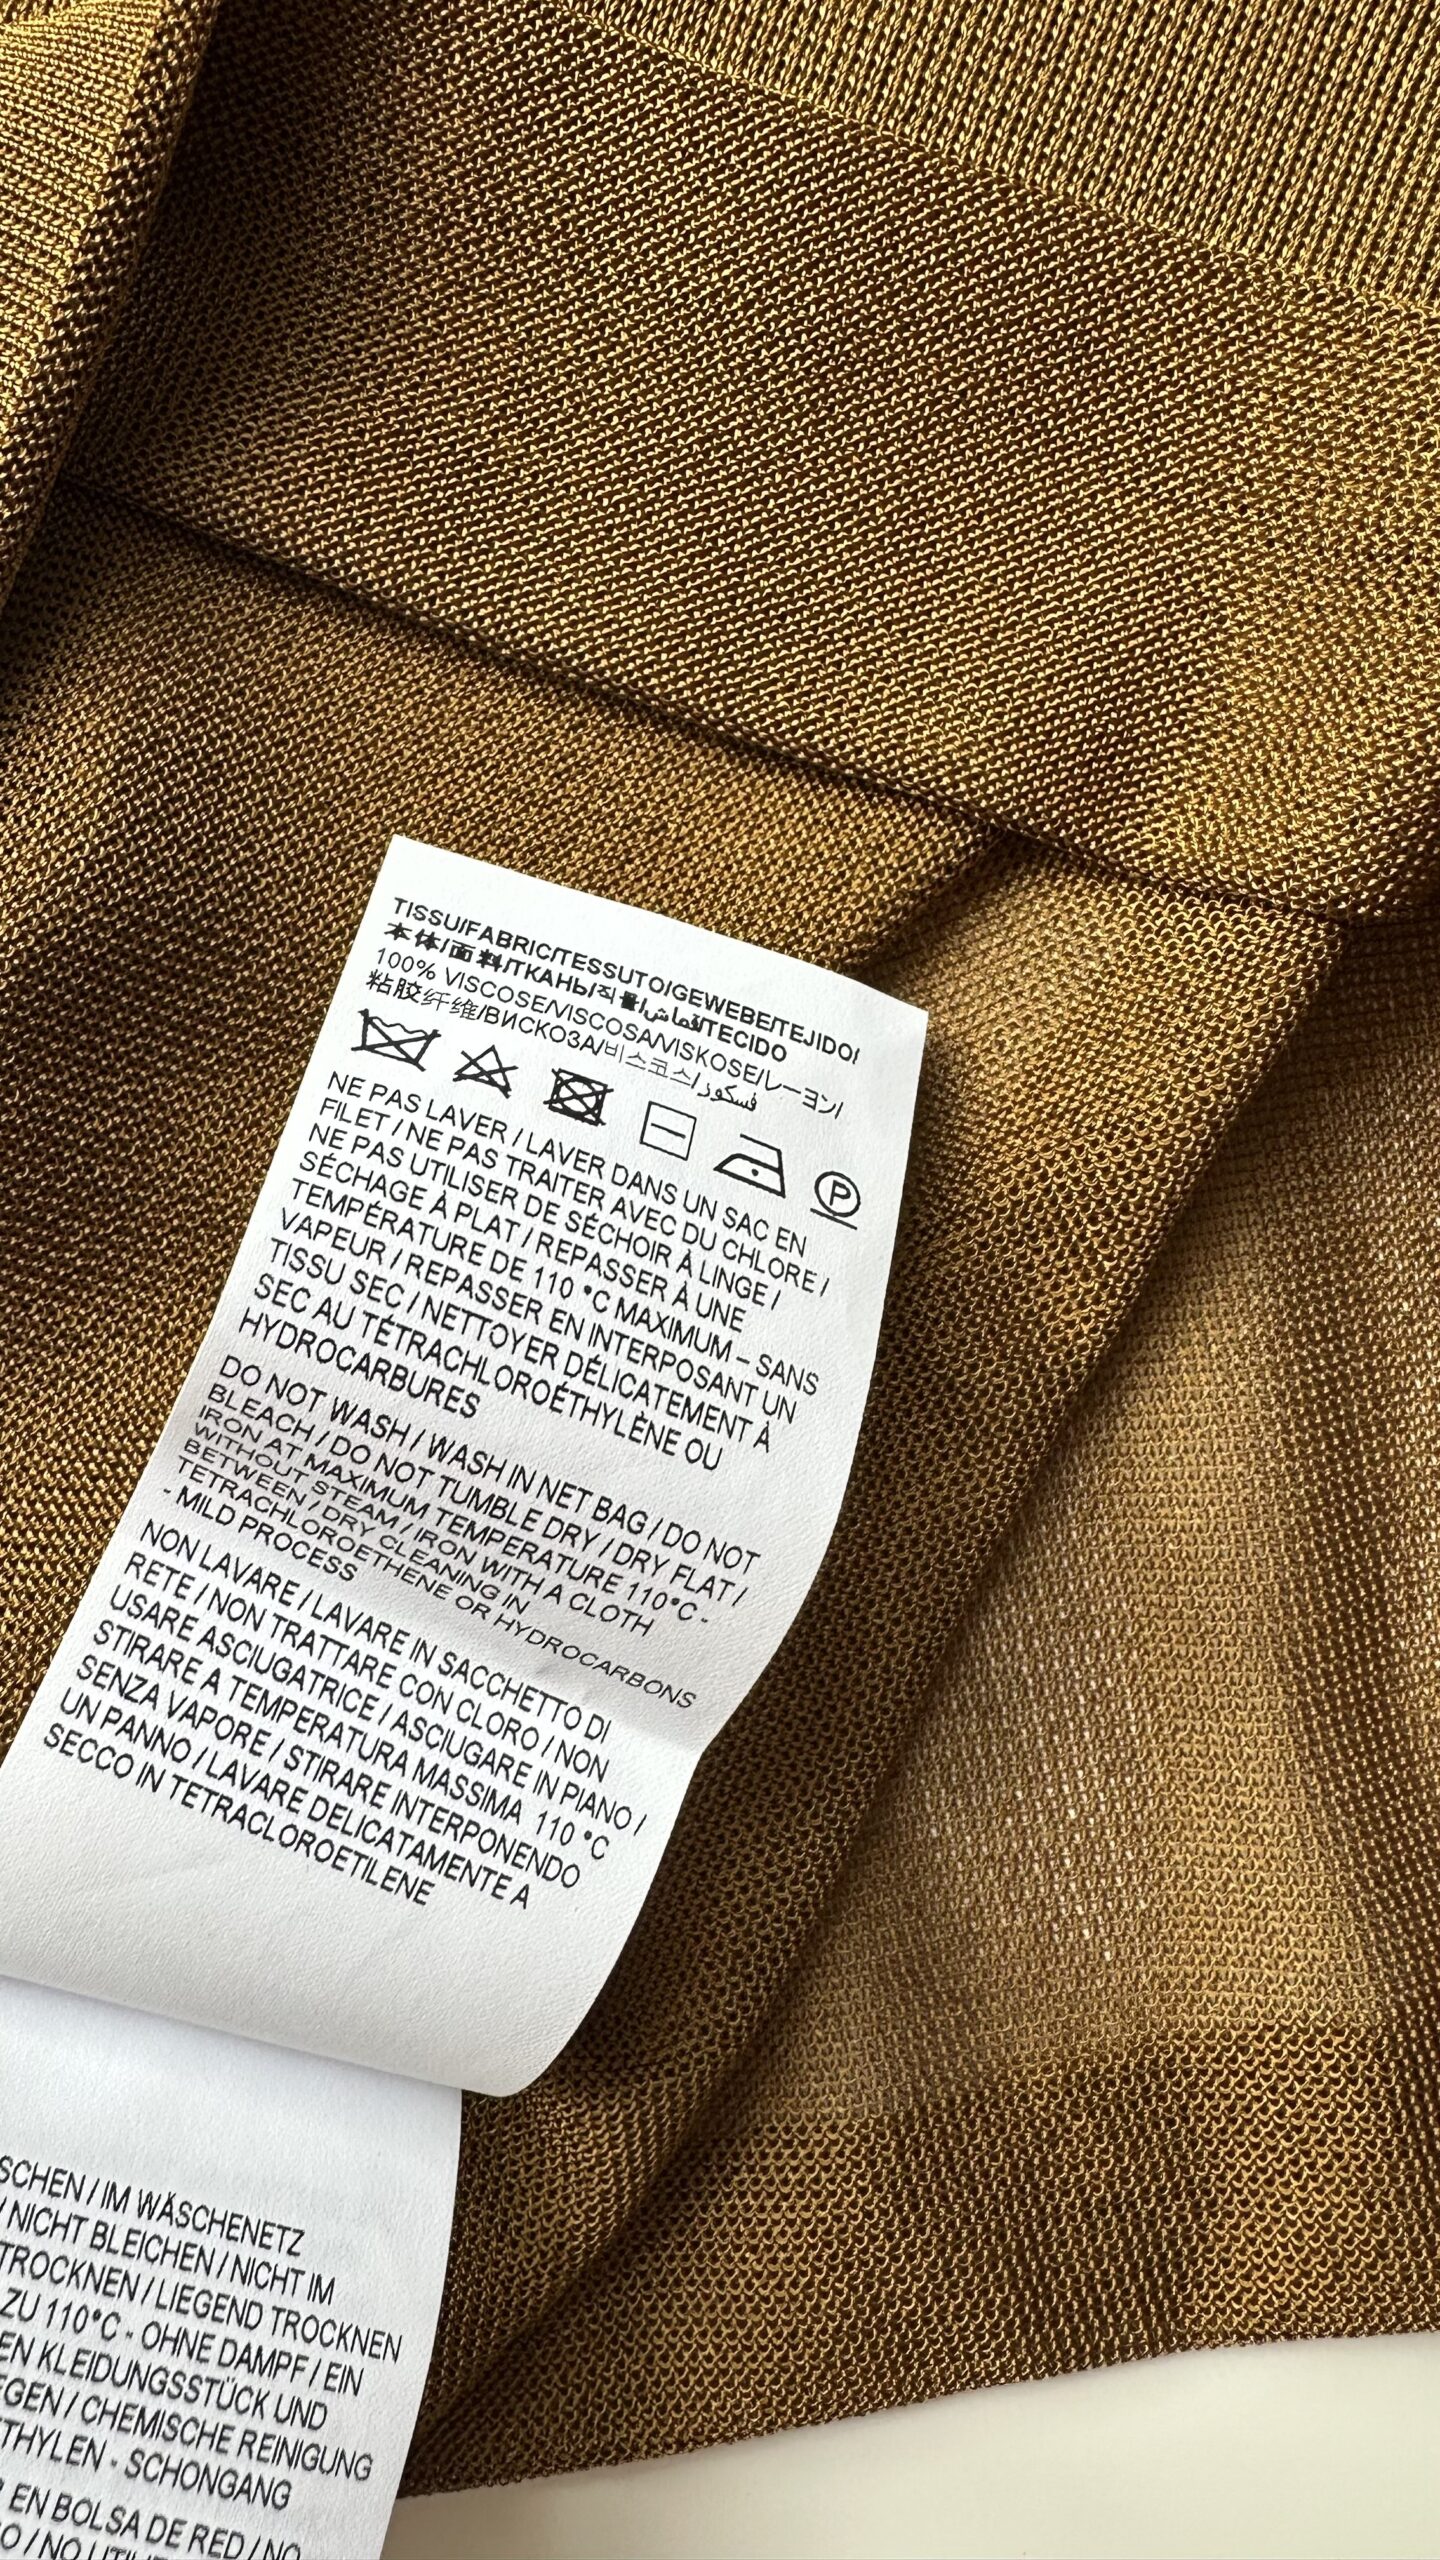 TISSU/FABRIC/TESSUTO/GEWEBE/TEJIDO/
本体/面料/ТКАНЬ/직물/قماش/TECIDO
100% VISCOSE/VISCOSA/VISKOSE/レーヨン/
粘胶纤维/ВИСКОЗА/비스코스/فسكوز
P
NE PAS LAVER / LAVER DANS UN SAC EN
FILET / NE PAS TRAITER AVEC DU CHLORE /
NE PAS UTILISER DE SÉCHOIR À LINGE /
SÉCHAGE À PLAT / REPASSER À UNE
TEMPÉRATURE DE 110 °C MAXIMUM – SANS
VAPEUR / REPASSER EN INTERPOSANT UN
TISSU SEC / NETTOYER DÉLICATEMENT À
SEC AU TÉTRACHLOROÉTHYLÈNE OU
HYDROCARBURES
DO NOT WASH / WASH IN NET BAG / DO NOT
BLEACH / DO NOT TUMBLE DRY / DRY FLAT /
IRON AT MAXIMUM TEMPERATURE 110°C -
WITHOUT STEAM / IRON WITH A CLOTH
BETWEEN / DRY CLEANING IN
TETRACHLOROETHENE OR HYDROCARBONS
- MILD PROCESS
NON LAVARE / LAVARE IN SACCHETTO DI
RETE / NON TRATTARE CON CLORO / NON
USARE ASCIUGATRICE / ASCIUGARE IN PIANO /
STIRARE A TEMPERATURA MASSIMA 110 °C
SENZA VAPORE / STIRARE INTERPONENDO
UN PANNO / LAVARE DELICATAMENTE A
SECCO IN TETRACLOROETILENE
SCHEN / IM WÄSCHENETZ
/ NICHT BLEICHEN / NICHT IM
TROCKNEN / LIEGEND TROCKNEN
ZU 110°C - OHNE DAMPF / EIN
EN KLEIDUNGSSTÜCK UND
EGEN / CHEMISCHE REINIGUNG
THYLEN - SCHONGANG
EN BOLSA DE RED / NO
O / NO